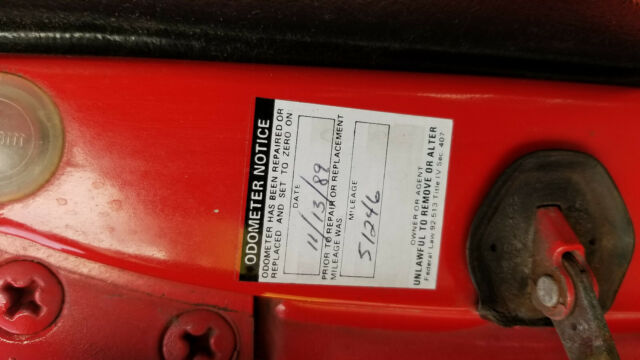 ODOMETER NOTICE
ODOMETER HAS BEEN REPAIRED OR
REPLACED AND SET TO ZERO ON
DATE
11/13/89
PRIOR TO REPAIR OR REPLACEMENT
MILEAGE WAS
MILEAGE
51246
OWNER OR AGENT
UNLAWFUL TO REMOVE OR ALTER
Federal Law 92-513 Title IV Sec. 407